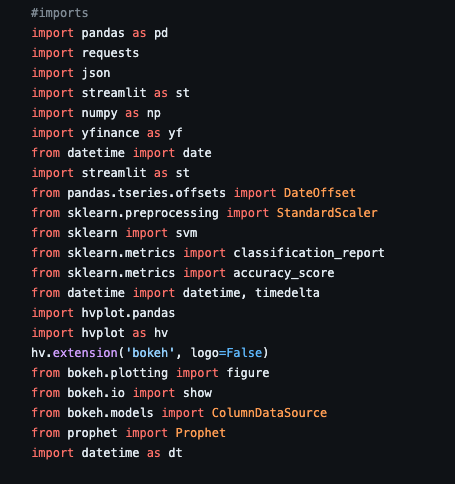 #imports
import pandas as pd
import requests
import json
import streamlit as st
import numpy as np
import yfinance as yf
from datetime import date
import streamlit as st
from pandas.tseries.offsets import DateOffset
from sklearn.preprocessing import StandardScaler
from sklearn import svm
from sklearn.metrics import classification_report
from sklearn.metrics import accuracy_score
from datetime import datetime, timedelta
import hvplot.pandas
import hvplot as hv
hv.extension('bokeh', logo=False)
from bokeh.plotting import figure
from bokeh.io import show
from bokeh.models import ColumnDataSource
from prophet import Prophet
import datetime as dt